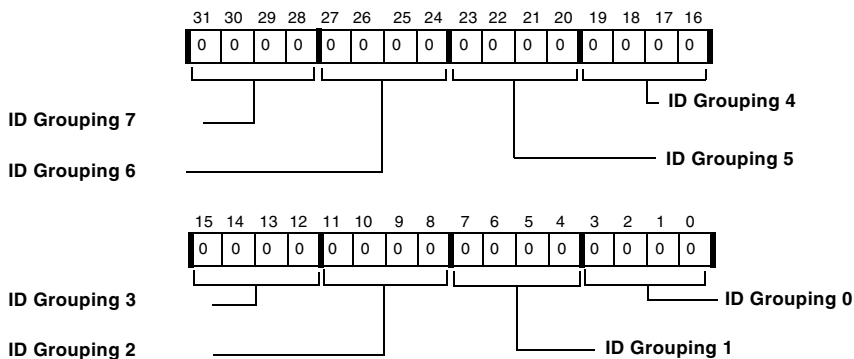 31 30 29 28 27 26 25 24 23 22 21 20 19 18 17 16
0 0 0 0 0 0 0 0 0 0 0 0 0 0 0 0
ID Grouping 4
ID Grouping 7
ID Grouping 5
ID Grouping 6
15 14 13 12 11 10 9 8 7 6 5 4 3 2 1 0
0 0 0 0 0 0 0 0 0 0 0 0 0 0 0 0
ID Grouping 3
ID Grouping 0
ID Grouping 2
ID Grouping 1